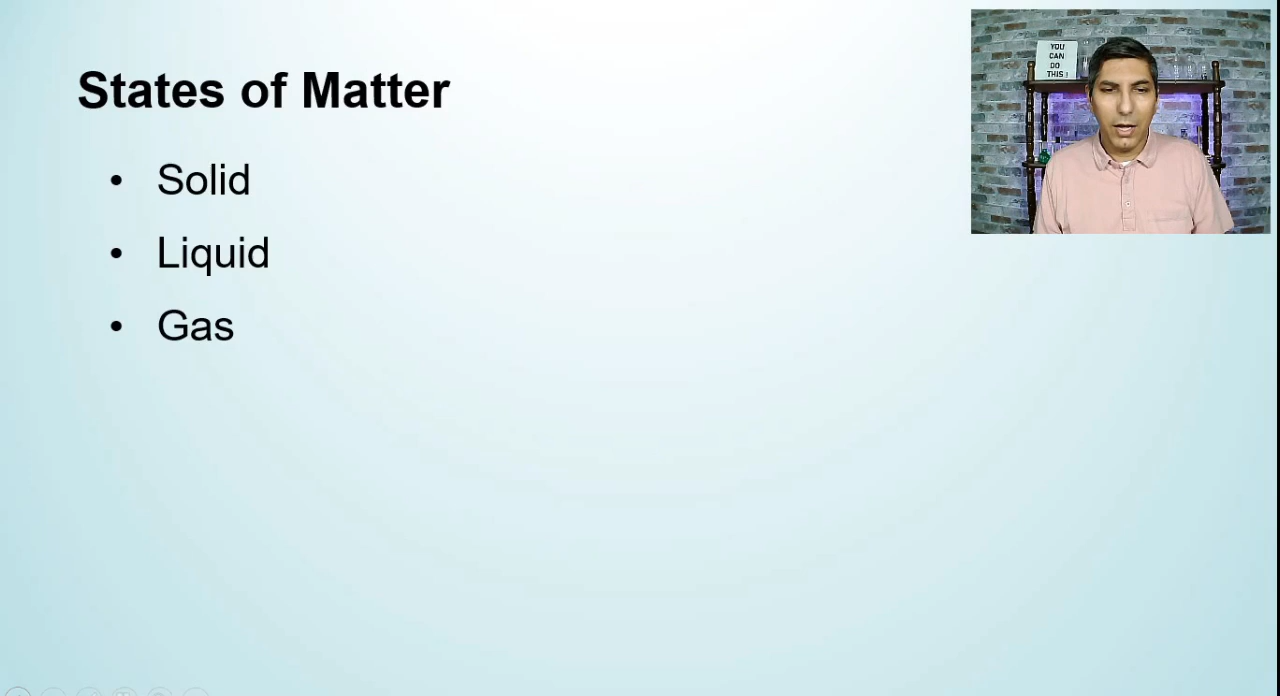 States of Matter
• Solid
• Liquid
• Gas
YOU
CAN
DO
THIS!